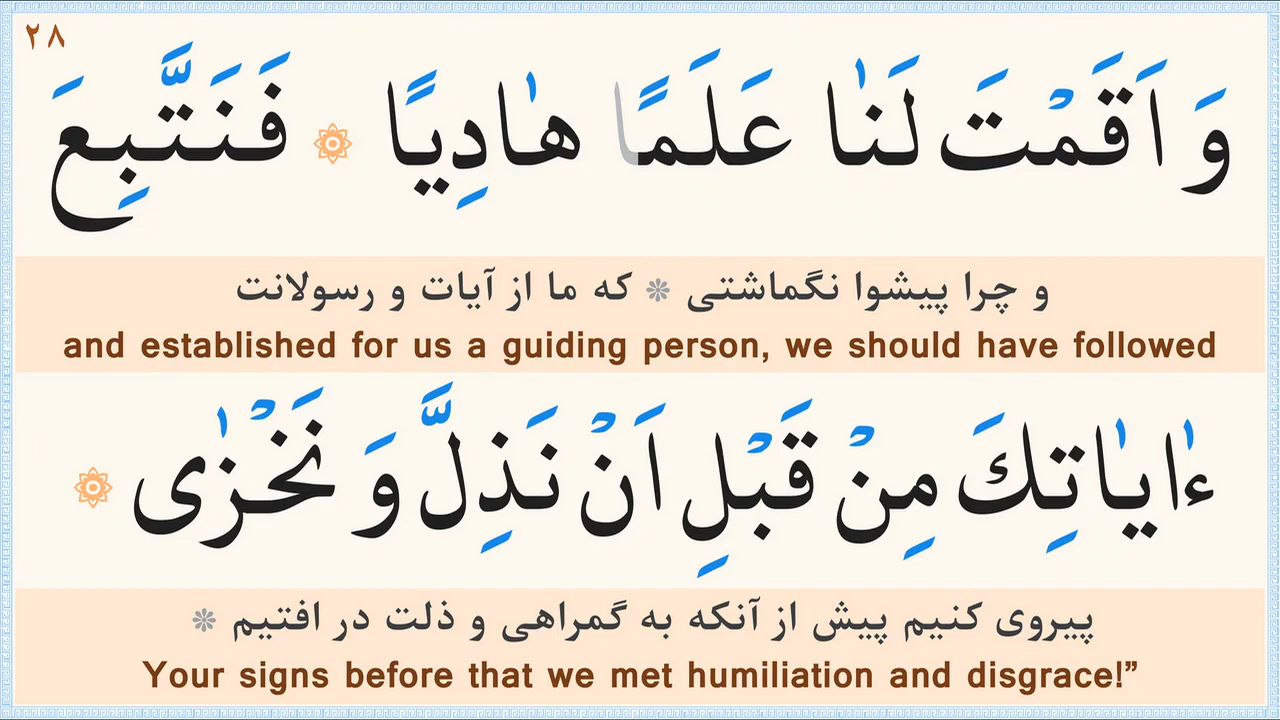 ۲۸
وَ اَقَمْتَ لَنٰا عَلَمًا هٰادِیًا ۞ فَنَتَّبِعَ
و چرا پیشوا نگماشتی ❇ که ما از آیات و رسولانت
and established for us a guiding person, we should have followed
ءٰایٰاتِكَ مِنْ قَبْلِ اَنْ نَذِلَّ وَ نَخْزٰی ۞
پیروی کنیم پیش از آنکه به گمراهی و ذلت در افتیم ❇
Your signs before that we met humiliation and disgrace!”